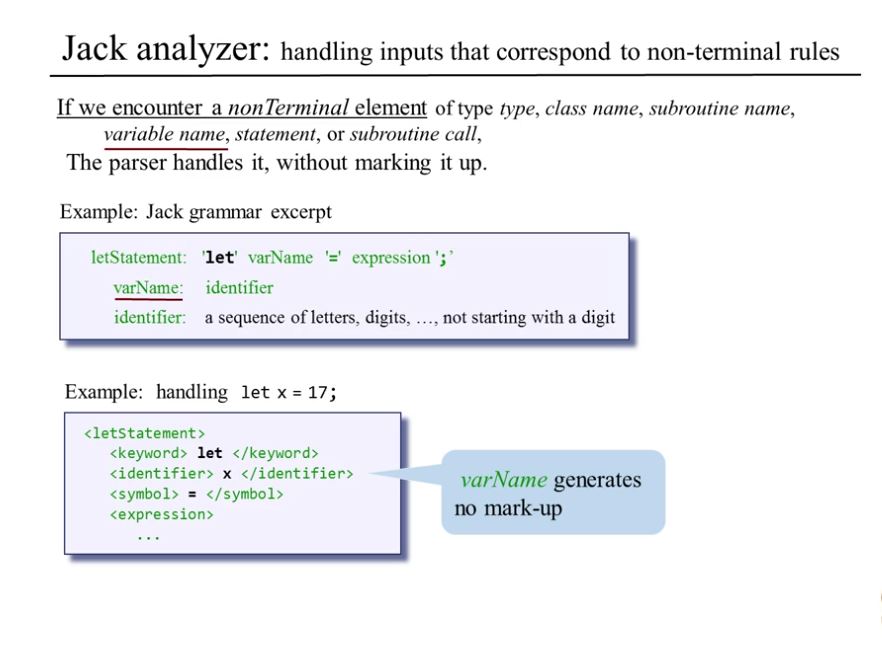 Jack analyzer: handling inputs that correspond to non-terminal rules
If we encounter a nonTerminal element of type type, class name, subroutine name,
variable name, statement, or subroutine call,
The parser handles it, without marking it up.
Example: Jack grammar excerpt
letStatement: 'let' varName '=' expression ';’
varName: identifier
identifier: a sequence of letters, digits, …, not starting with a digit
Example: handling let x = 17;
<letStatement>
<keyword> let </keyword>
<identifier> x </identifier>
<symbol> = </symbol>
<expression>
...
varName generates
no mark-up